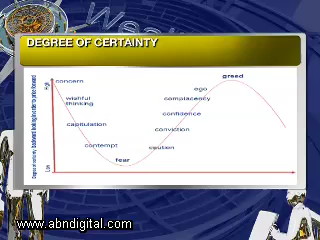 DEGREE OF CERTAINTY
greed
concern
ego
wishful
thinking
complacency
confidence
capitulation
conviction
contempt
caution
fear
High
Low
www.abndigital.com